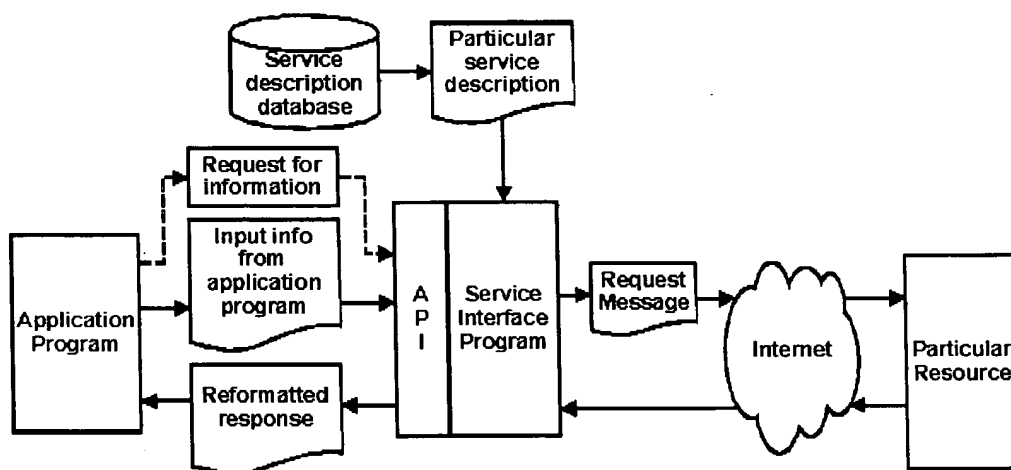 Service
description
database
Partiicular
service
description
Request for
information
Input info
from
application
program
Application
Program
A
P
I
Service
Interface
Program
Request
Message
Internet
Particular
Resource
Reformatted
response